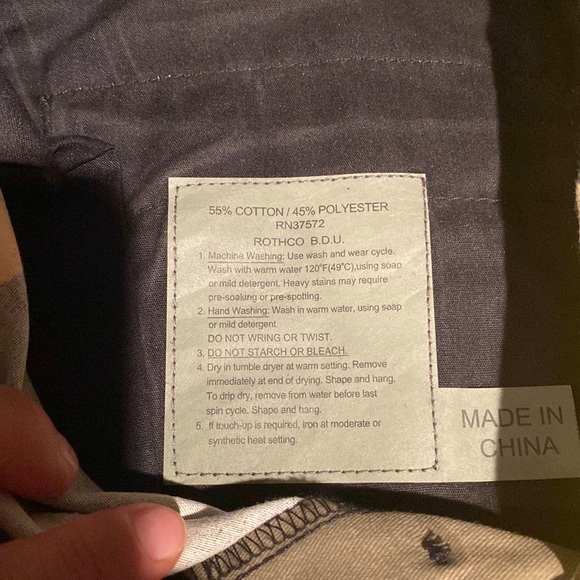 55% COTTON / 45% POLYESTER
RN37572
ROTHCO B.D.U.
1. Machine Washing: Use wash and wear cycle.
Wash with warm water 120°F(49°C),using soap
or mild detergent. Heavy stains may require
pre-soaking or pre-spotting.
2. Hand Washing: Wash in warm water, using soap
or mild detergent.
DO NOT WRING OR TWIST.
3. DO NOT STARCH OR BLEACH.
4. Dry in tumble dryer at warm setting. Remove
immediately at end of drying. Shape and hang.
To drip dry, remove from water before last
spin cycle. Shape and hang.
5. If touch-up is required, iron at moderate or
synthetic heat setting.
MADE IN
CHINA